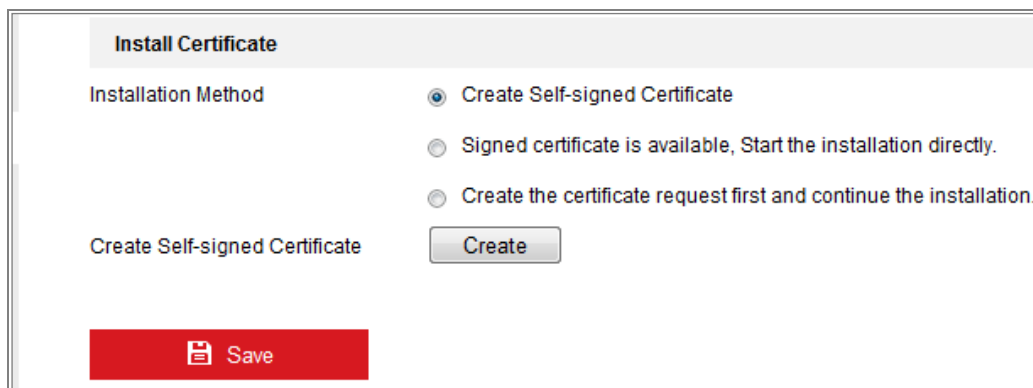 Install Certificate
Installation Method
Create Self-signed Certificate
Signed certificate is available, Start the installation directly.
Create the certificate request first and continue the installation.
Create Self-signed Certificate
Create
Save